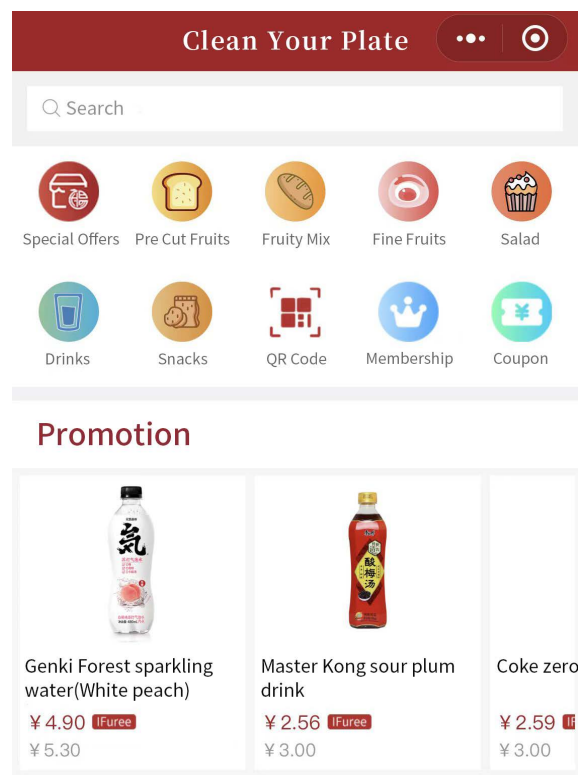 Clean Your Plate
Search
Special Offers
Pre Cut Fruits
Fruity Mix
Fine Fruits
Salad
Drinks
Snacks
QR Code
Membership
Coupon
Promotion
気
酸梅汤
Genki Forest sparkling
water(White peach)
Master Kong sour plum
drink
Coke zero
¥4.90 IFuree
¥2.56 IFuree
¥2.59 IF
¥5.30
¥3.00
¥3.00